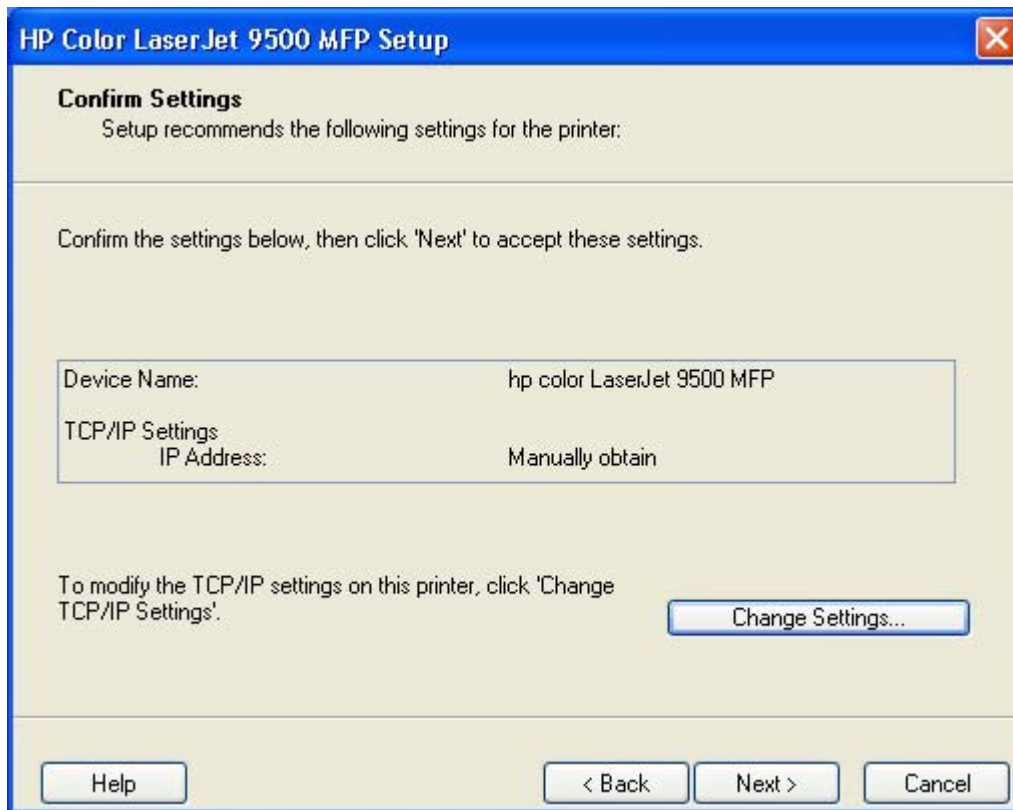 HP Color LaserJet 9500 MFP Setup
Confirm Settings
Setup recommends the following settings for the printer:
Confirm the settings below, then click 'Next' to accept these settings.
Device Name: hp color LaserJet 9500 MFP
TCP/IP Settings
IP Address: Manually obtain
To modify the TCP/IP settings on this printer, click 'Change
TCP/IP Settings'.
Change Settings...
Help < Back Next > Cancel